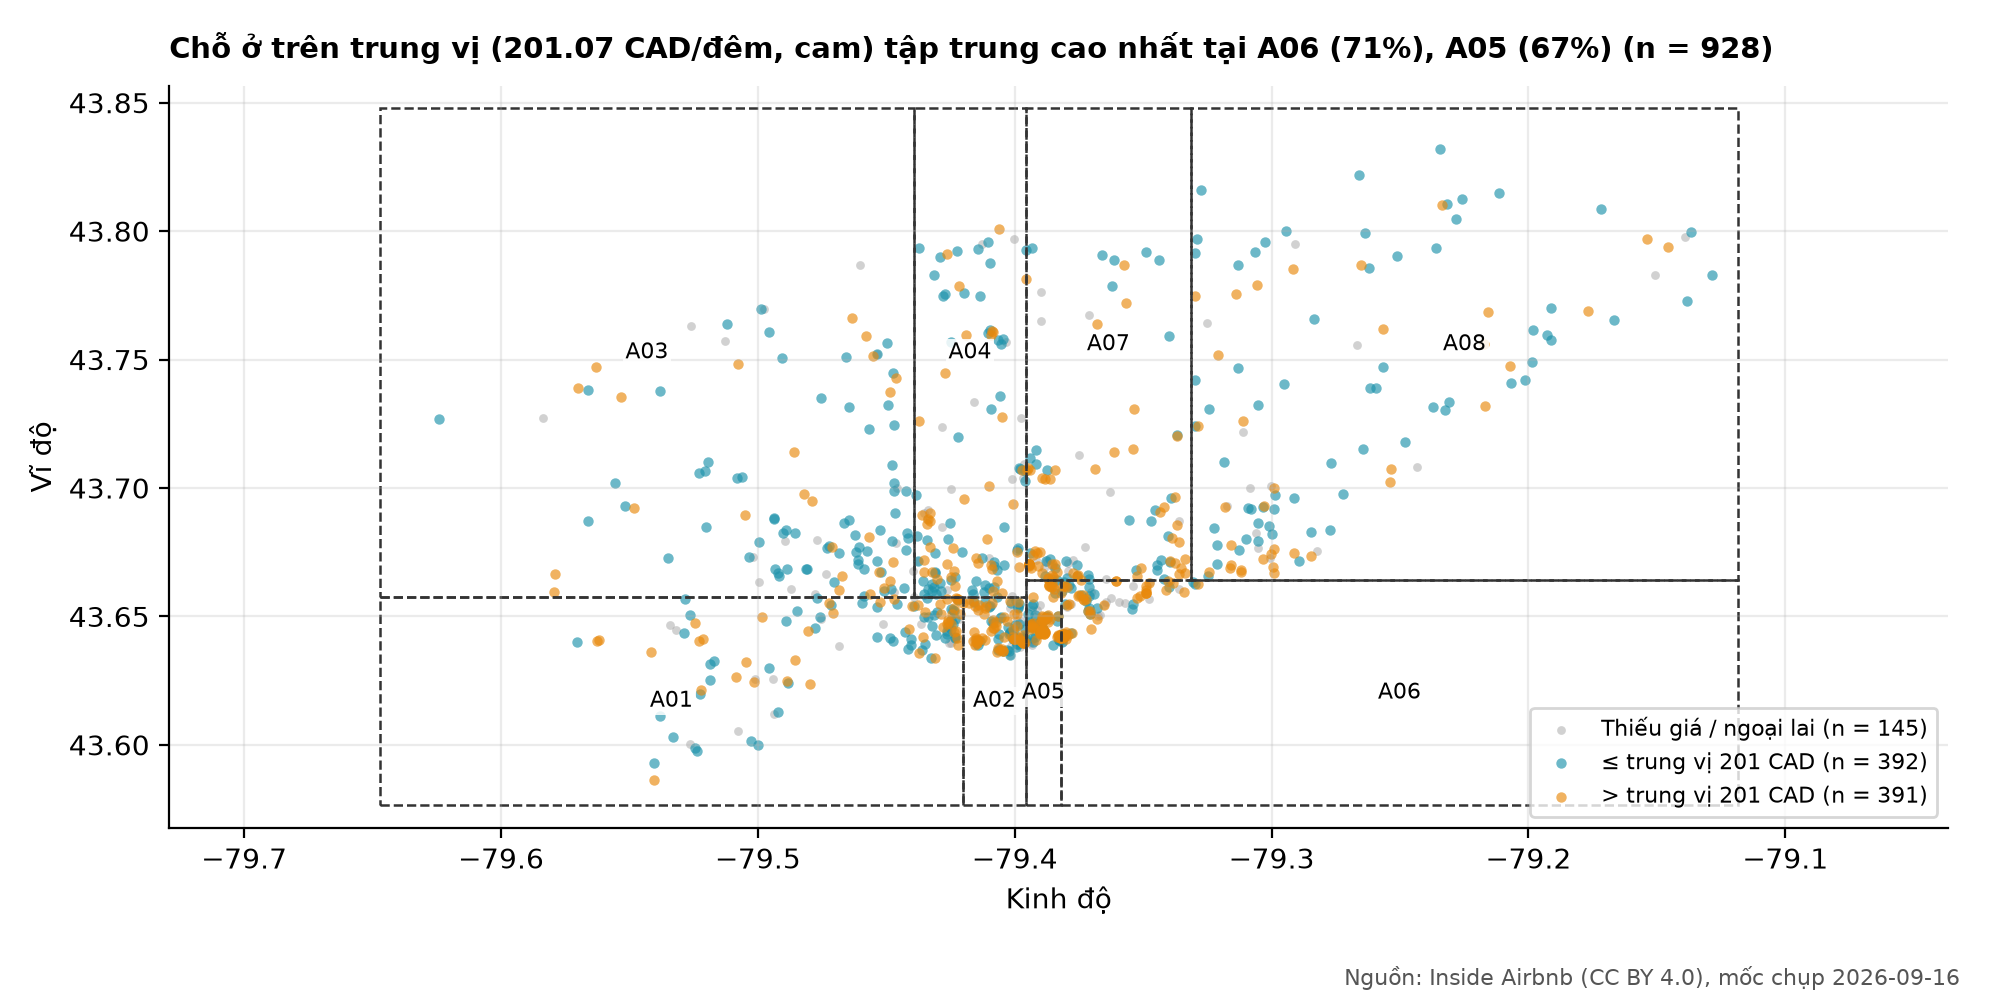 Chỗ ở trên trung vị (201.07 CAD/đêm, cam) tập trung cao nhất tại A06 (71%), A05 (67%) (n = 928)
Vĩ độ
43.85
43.80
43.75
43.70
43.65
43.60
A03
A04
A07
A08
A01
A02
A05
A06
Thiếu giá / ngoại lai (n = 145)
≤ trung vị 201 CAD (n = 392)
> trung vị 201 CAD (n = 391)
−79.7
−79.6
−79.5
−79.4
−79.3
−79.2
−79.1
Kinh độ
Nguồn: Inside Airbnb (CC BY 4.0), mốc chụp 2026-09-16